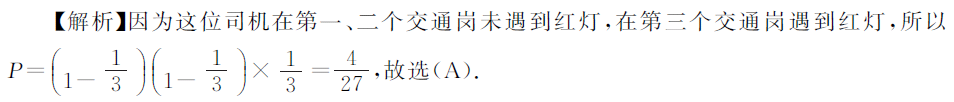 【解析】因为这位司机在第一、二个交通岗未遇到红灯,在第三个交通岗遇到红灯,所以
P=(1-1/3)(1-1/3)×1/3=4/27,故选(A).